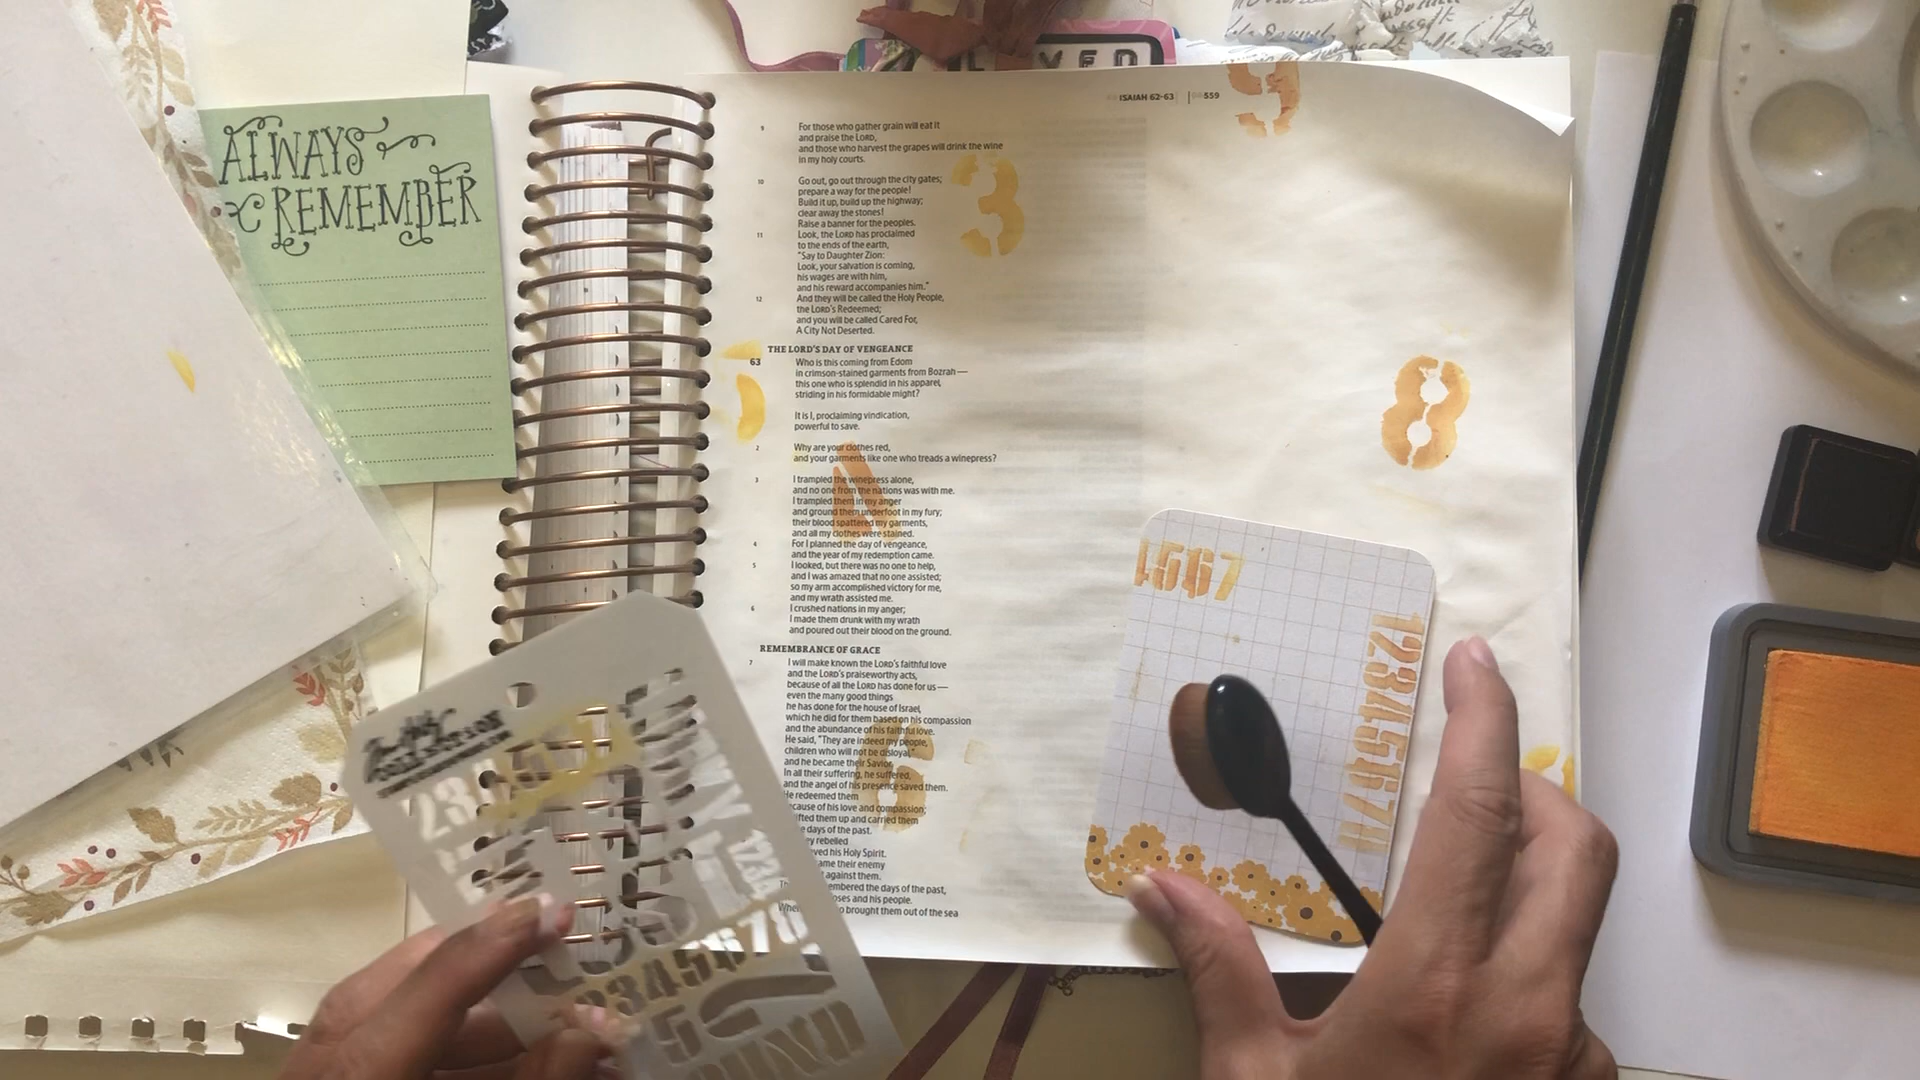 ALWAYS
REMEMBER
ISAIAH 62-63 | 559
9 For those who gather grain will eat it
and praise the LORD,
and those who harvest the grapes will drink the wine
in my holy courts.
10 Go out, go out through the city gates;
prepare a way for the people!
Build it up, build up the highway;
clear away the stones!
Raise a banner for the peoples.
11 Look, the LORD has proclaimed
to the ends of the earth,
"Say to Daughter Zion:
Look, your salvation is coming,
his wages are with him,
and his reward accompanies him."
12 And they will be called the Holy People,
the LORD's Redeemed;
and you will be called Cared For,
A City Not Deserted.
THE LORD'S DAY OF VENGEANCE
63 Who is this coming from Edom
in crimson-stained garments from Bozrah—
this one who is splendid in his apparel,
striding in his formidable might?
It is I, proclaiming vindication,
powerful to save.
2 Why are your clothes red,
and your garments like one who treads a winepress?
3 I trampled the winepress alone,
and no one from the nations was with me.
I trampled them in my anger
and ground them underfoot in my fury;
their blood spattered my garments,
and all my clothes were stained.
4 For I planned the day of vengeance,
and the year of my redemption came.
5 I looked, but there was no one to help,
and I was amazed that no one assisted;
so my arm accomplished victory for me,
and my wrath assisted me.
6 I crushed nations in my anger;
I made them drunk with my wrath
and poured out their blood on the ground.
REMEMBRANCE OF GRACE
7 I will make known the LORD's faithful love
and the LORD's praiseworthy acts,
because of all the LORD has done for us—
even the many good things
he has done for the house of Israel,
which he did for them based on his compassion
and the abundance of his faithful love.
He said, "They are indeed my people,
children who will not be disloyal,"
and he became their Savior.
In all their suffering, he suffered,
and the angel of his presence saved them.
He redeemed them
because of his love and compassion;
fted them up and carried them
e days of the past.
ey rebelled
ved his Holy Spirit.
ame their enemy
against them.
embered the days of the past,
oses and his people.
o brought them out of the sea
3
8
4
6
4567
12345678
234
12345678
5